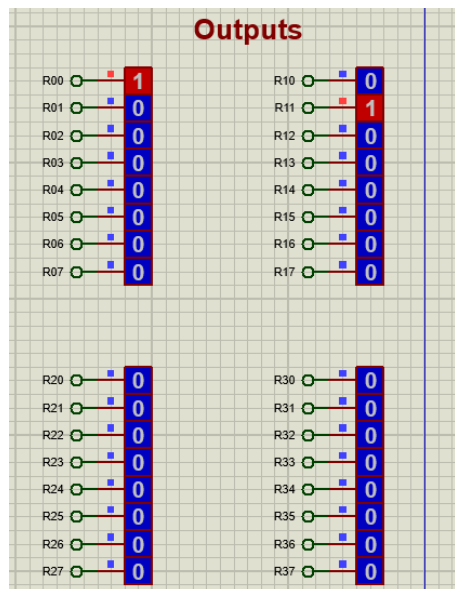 Outputs
R00 1 R10 0
R01 0 R11 1
R02 0 R12 0
R03 0 R13 0
R04 0 R14 0
R05 0 R15 0
R06 0 R16 0
R07 0 R17 0
R20 0 R30 0
R21 0 R31 0
R22 0 R32 0
R23 0 R33 0
R24 0 R34 0
R25 0 R35 0
R26 0 R36 0
R27 0 R37 0